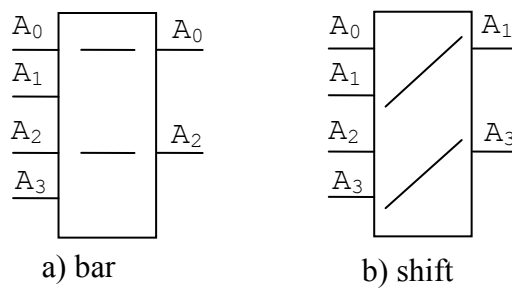 A0 A0
A1
A2 A2
A3
a) bar
A0 A1
A1
A2 A3
A3
b) shift